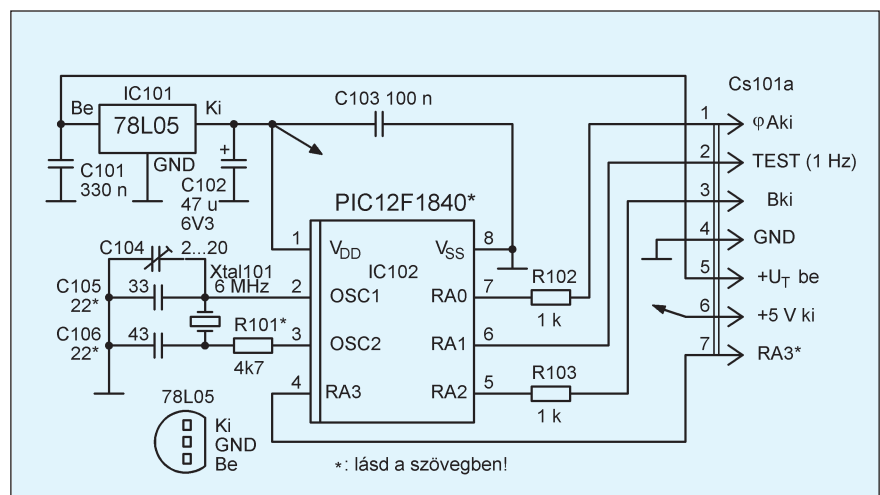 Cs101a
IC101
Be
Ki
78L05
GND
C101
330 n
+
C102
47 u
6V3
C103 100 n
1
φAki
2
TEST (1 Hz)
3
Bki
4
GND
5
+U_T be
6
+5 V ki
7
RA3*
PIC12F1840*
IC102
1
V_DD
V_SS
8
2
OSC1
RA0
7
3
OSC2
RA1
6
4
RA3
RA2
5
C104
2...20
Xtal101
6 MHz
C105
22*
33
C106
22*
43
R101*
4k7
R102
1 k
R103
1 k
78L05
Ki
GND
Be
*: lásd a szövegben!